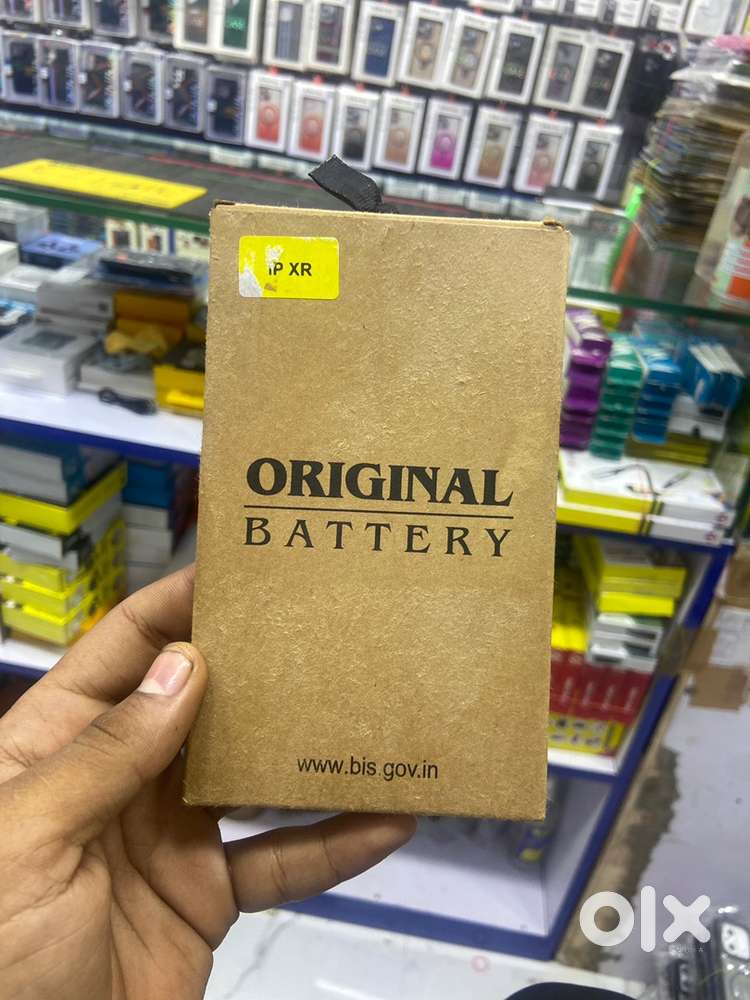 IP XR
ORIGINAL
BATTERY
www.bis.gov.in
olx